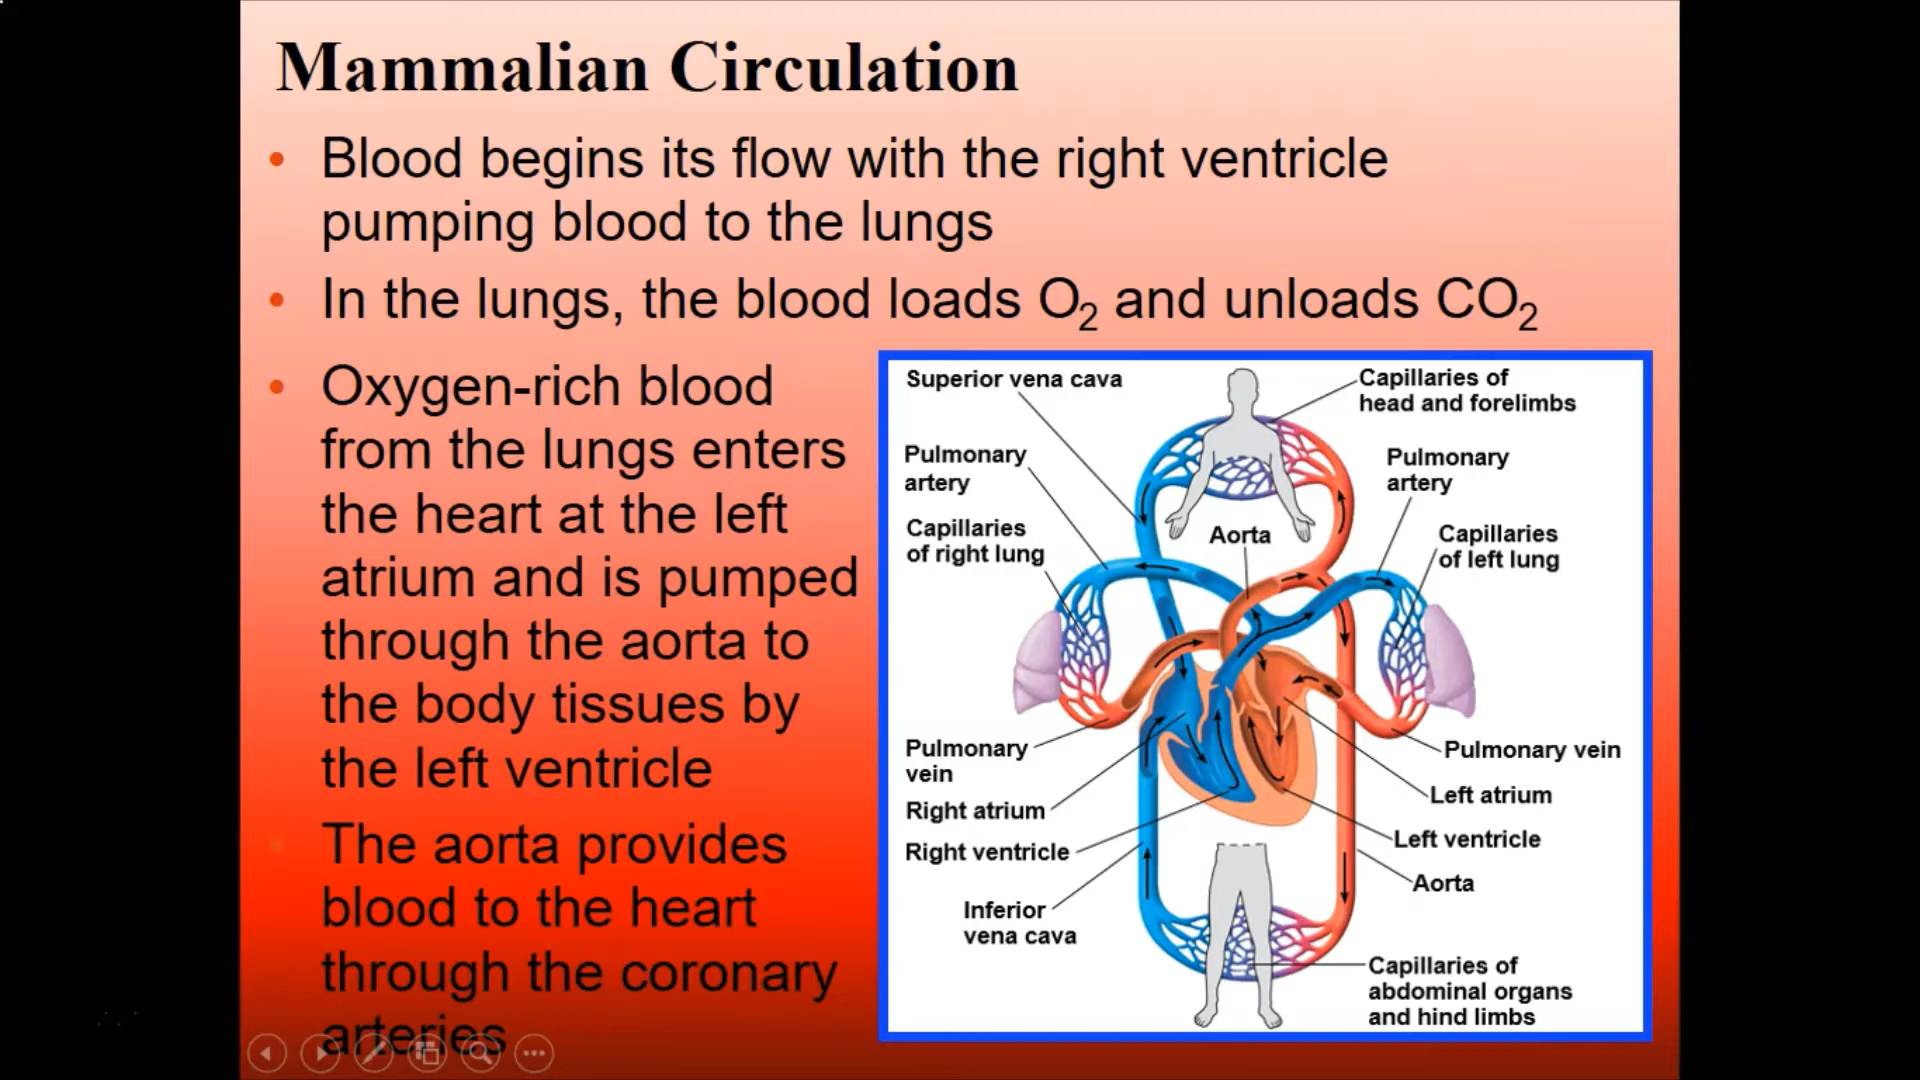 Mammalian Circulation
• Blood begins its flow with the right ventricle
pumping blood to the lungs
• In the lungs, the blood loads O₂ and unloads CO₂
• Oxygen-rich blood
from the lungs enters
the heart at the left
atrium and is pumped
through the aorta to
the body tissues by
the left ventricle
• The aorta provides
blood to the heart
through the coronary
arteries
Superior vena cava
Capillaries of
head and forelimbs
Pulmonary
artery
Pulmonary
artery
Capillaries
of right lung
Aorta
Capillaries
of left lung
Pulmonary
vein
Pulmonary vein
Right atrium
Left atrium
Right ventricle
Left ventricle
Aorta
Inferior
vena cava
Capillaries of
abdominal organs
and hind limbs